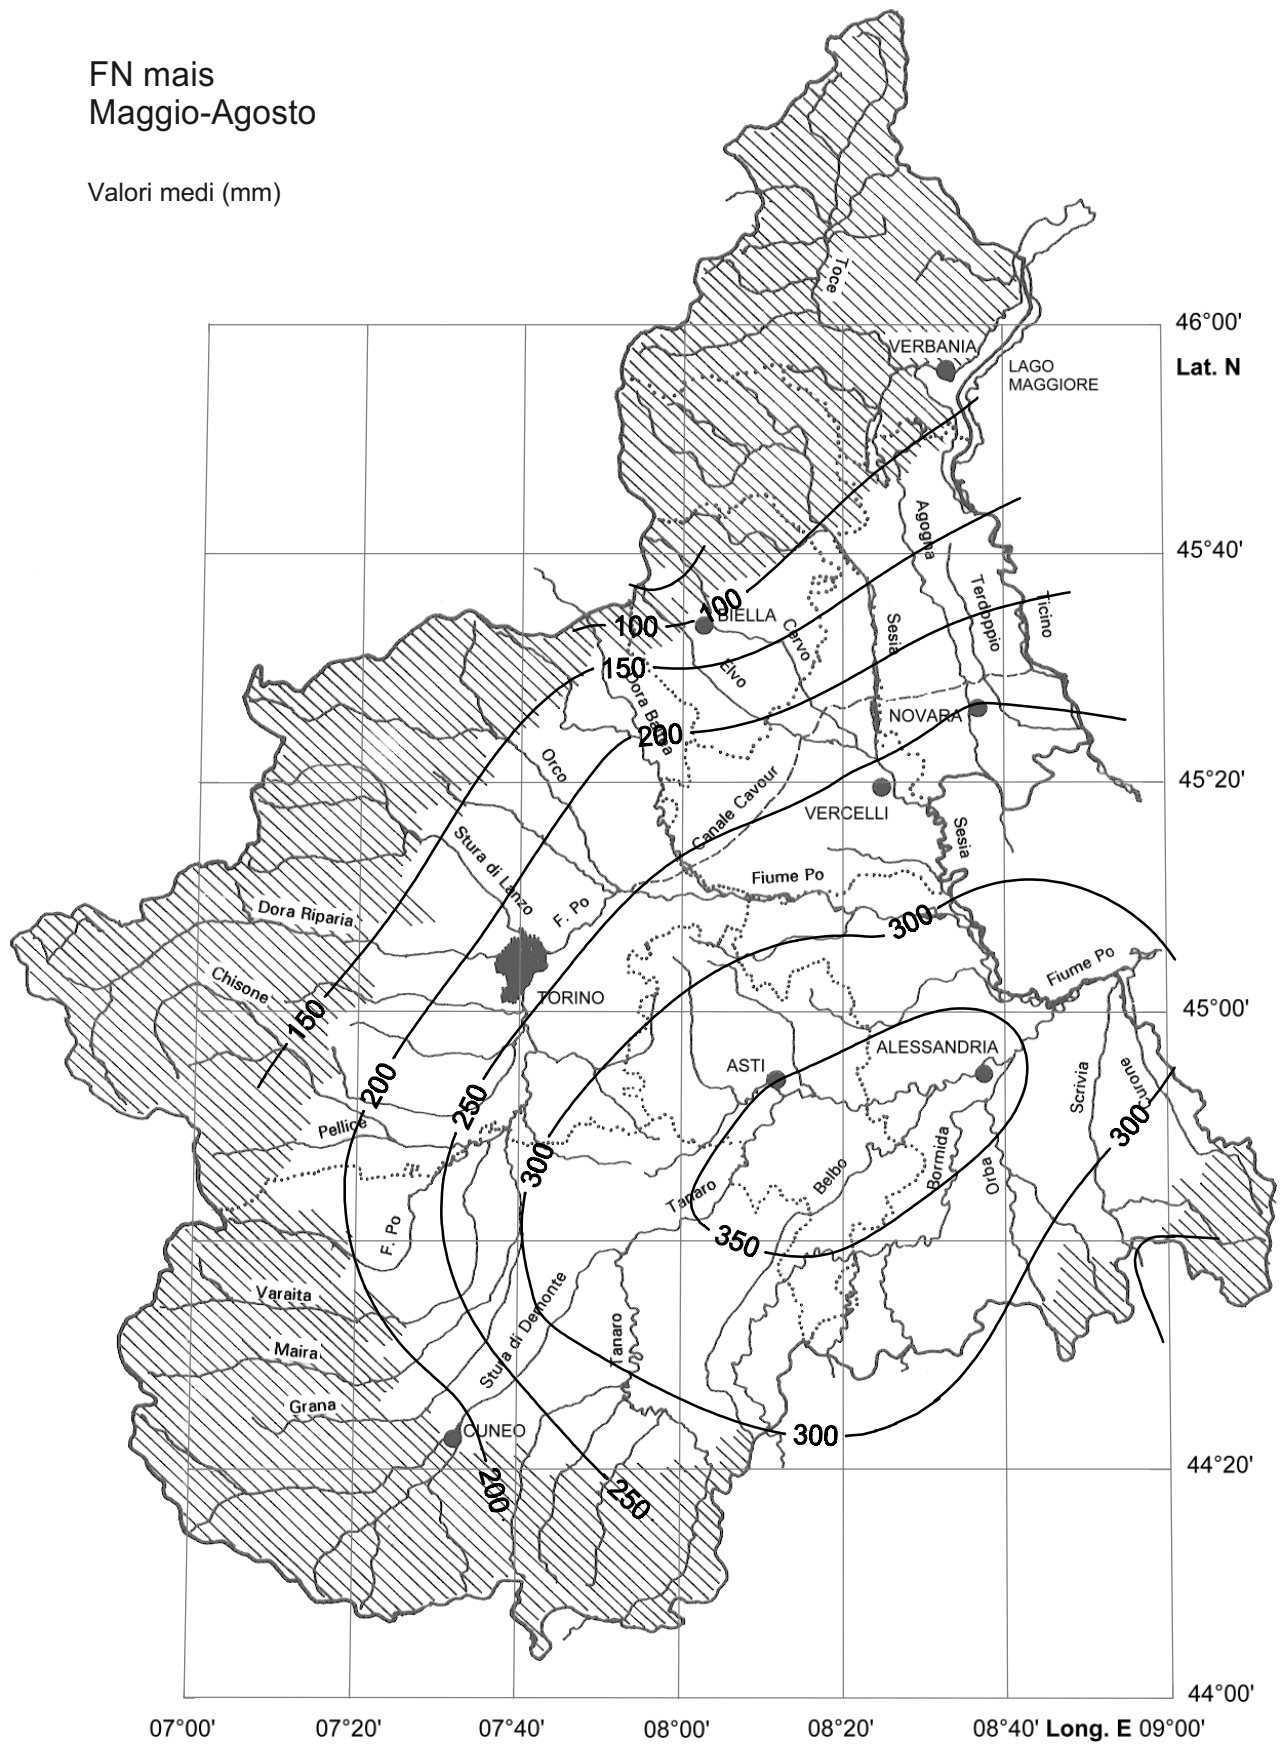 FN mais
Maggio-Agosto
Valori medi (mm)
Toce
46°00'
VERBANIA
Lat. N
LAGO
MAGGIORE
Agogna
45°40'
Terdoppio
Ticino
100
100
BIELLA
Sesia
Cervo
150
Elvo
Dora Baltea
NOVARA
200
Orco
45°20'
Canale Cavour
VERCELLI
Stura di Lanzo
Sesia
Fiume Po
F. Po
Dora Riparia
300
Fiume Po
Chisone
TORINO
150
45°00'
ALESSANDRIA
ASTI
200
250
Scrivia
Curone
300
Pellice
300
Bormida
Orba
Belbo
Tanaro
F. Po
350
Varaita
Stura di Demonte
Tanaro
Maira
Grana
CUNEO
300
44°20'
200
250
44°00'
07°00' 07°20' 07°40' 08°00' 08°20' 08°40' Long. E 09°00'